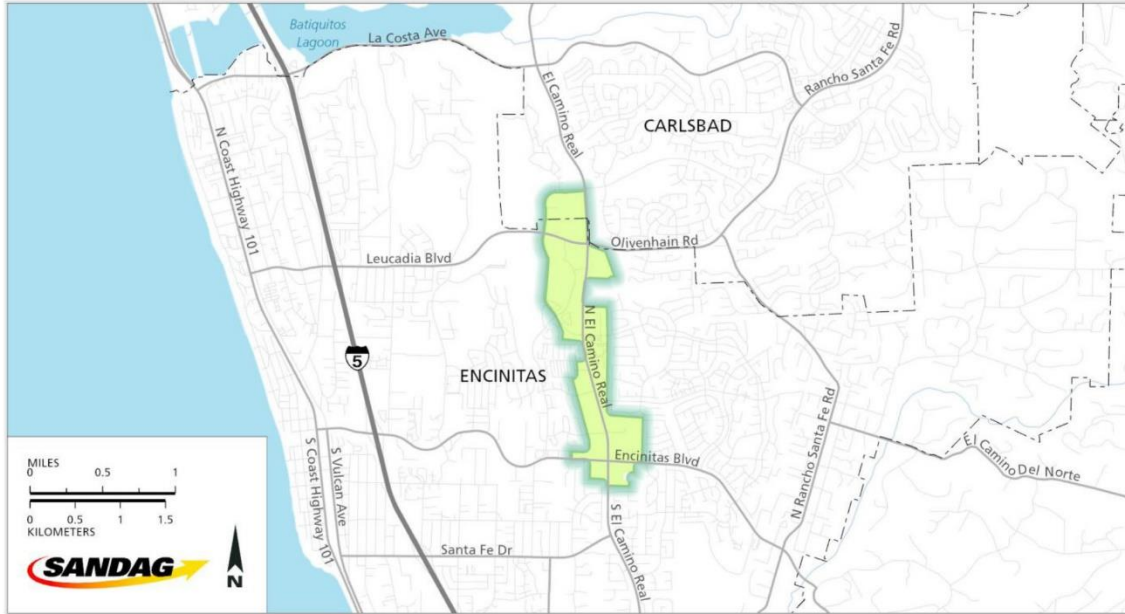 Batiquitos
Lagoon
La Costa Ave
Rancho Santa Fe Rd
El Camino Real
CARLSBAD
N Coast Highway 101
Olivenhain Rd
Leucadia Blvd
N El Camino Real
5
ENCINITAS
Encinitas Blvd
N Rancho Santa Fe Rd
El Camino Del Norte
S Coast Highway 101
S Vulcan Ave
S El Camino Real
Santa Fe Dr
MILES
0 0.5 1
0 0.5 1 1.5
KILOMETERS
SANDAG
N